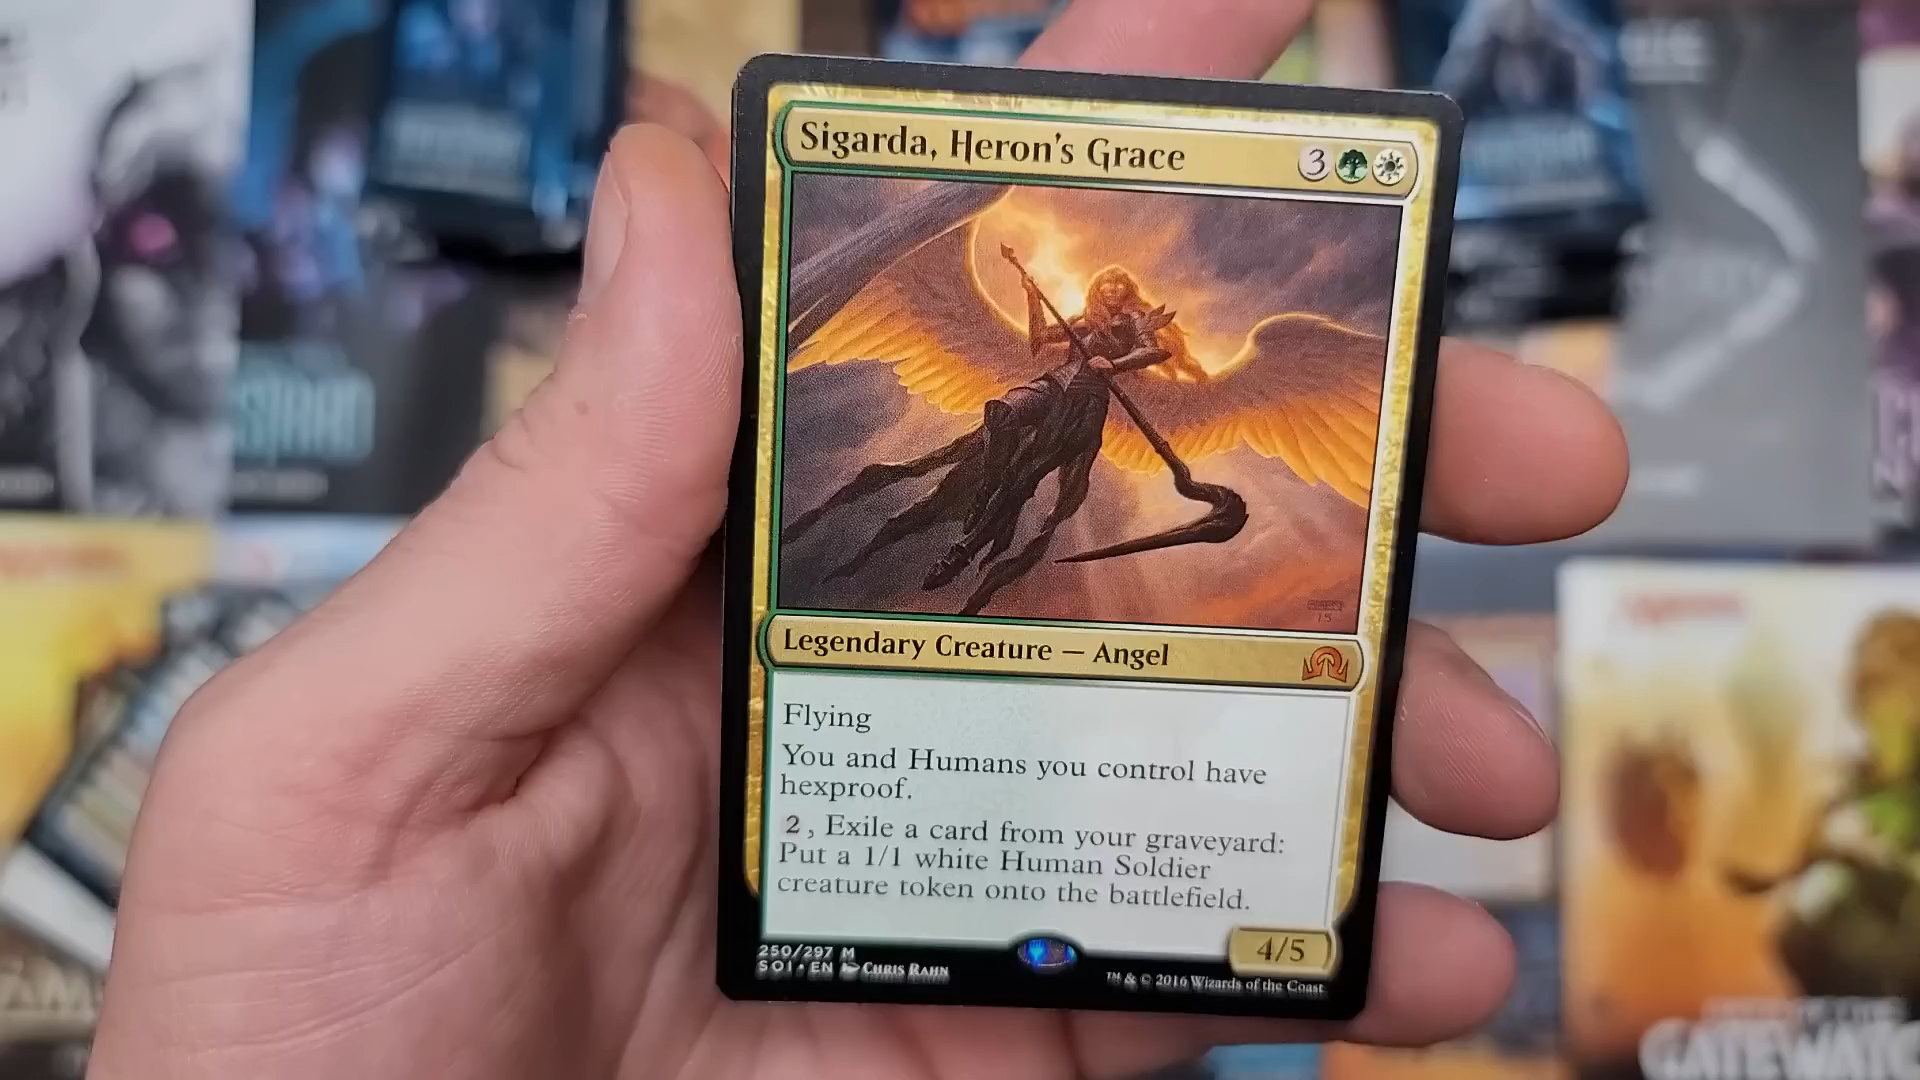 Sigarda, Heron's Grace
3
Legendary Creature — Angel
Flying
You and Humans you control have
hexproof.
2, Exile a card from your graveyard:
Put a 1/1 white Human Soldier
creature token onto the battlefield.
4/5
250/297 M
SOI • EN CHRIS RAHN
™ & © 2016 Wizards of the Coast
GATEWATC